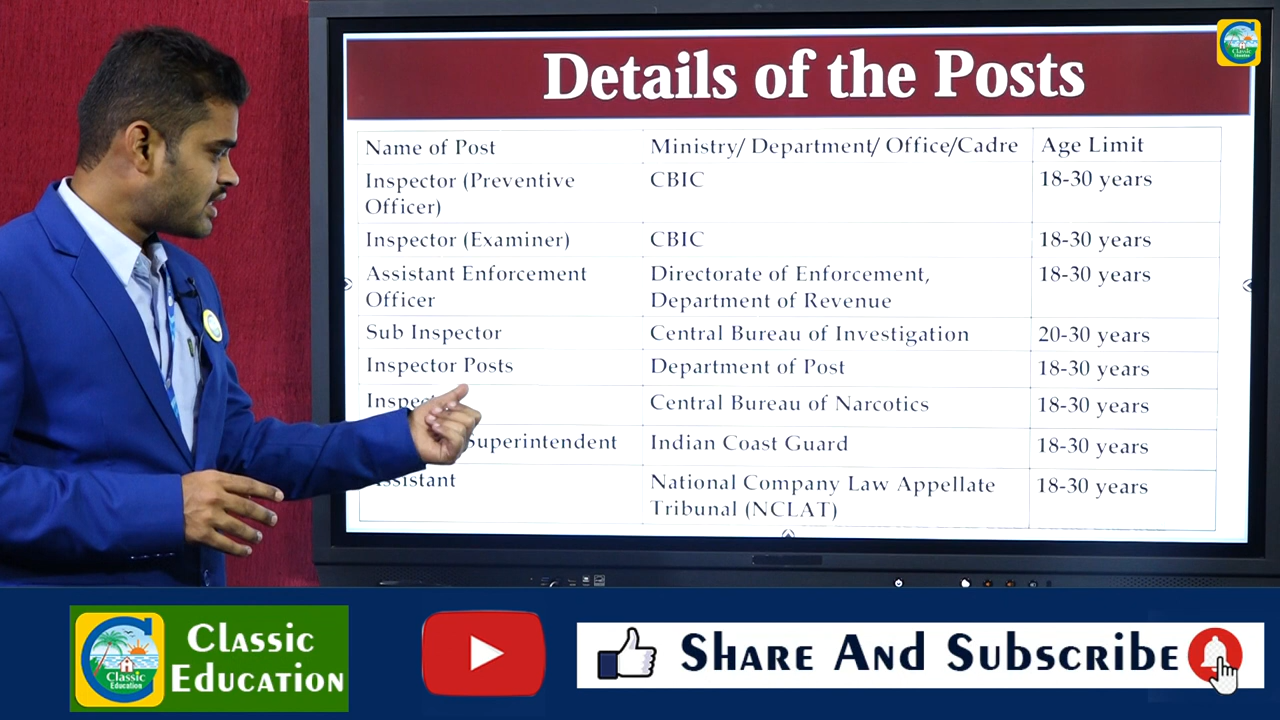 Details of the Posts
Classic
Education
Name of Post Ministry/ Department/ Office/Cadre Age Limit
Inspector (Preventive CBIC 18-30 years
Officer)
Inspector (Examiner) CBIC 18-30 years
Assistant Enforcement Directorate of Enforcement, 18-30 years
Officer Department of Revenue
Sub Inspector Central Bureau of Investigation 20-30 years
Inspector Posts Department of Post 18-30 years
Central Bureau of Narcotics 18-30 years
Superintendent Indian Coast Guard 18-30 years
National Company Law Appellate 18-30 years
Tribunal (NCLAT)
Classic
Education
Classic
Education
Share And Subscribe